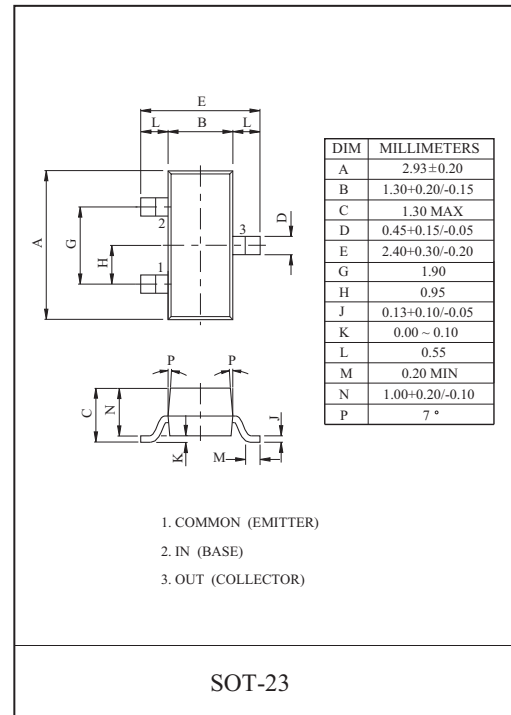 E
L B L
A
G
H
2
1
3
D
DIM MILLIMETERS
A 2.93±0.20
B 1.30+0.20/-0.15
C 1.30 MAX
D 0.45+0.15/-0.05
E 2.40+0.30/-0.20
G 1.90
H 0.95
J 0.13+0.10/-0.05
K 0.00 ~ 0.10
L 0.55
M 0.20 MIN
N 1.00+0.20/-0.10
P 7 °
P P
C
N
J
K
M
1. COMMON (EMITTER)
2. IN (BASE)
3. OUT (COLLECTOR)
SOT-23